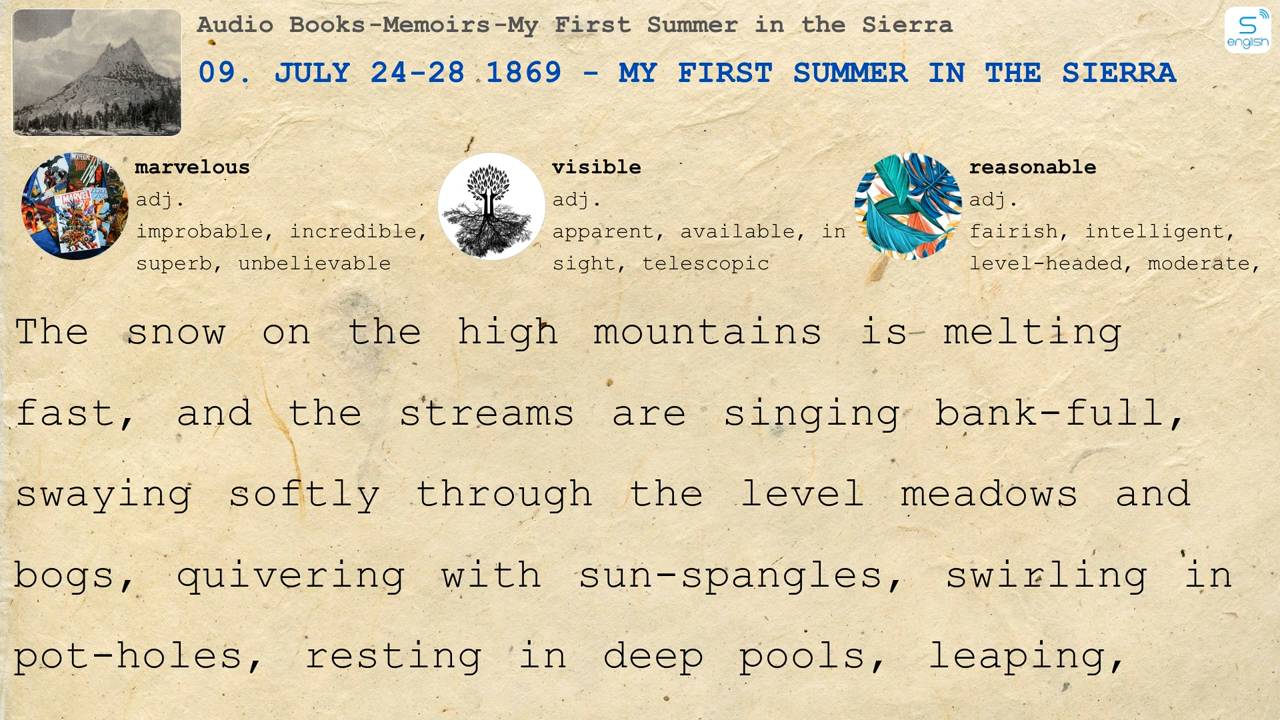 Audio Books-Memoirs-My First Summer in the Sierra
09. JULY 24-28 1869 - MY FIRST SUMMER IN THE SIERRA
S
english
marvelous
adj.
improbable, incredible,
superb, unbelievable
visible
adj.
apparent, available, in
sight, telescopic
reasonable
adj.
fairish, intelligent,
level-headed, moderate,
The snow on the high mountains is melting
fast, and the streams are singing bank-full,
swaying softly through the level meadows and
bogs, quivering with sun-spangles, swirling in
pot-holes, resting in deep pools, leaping,